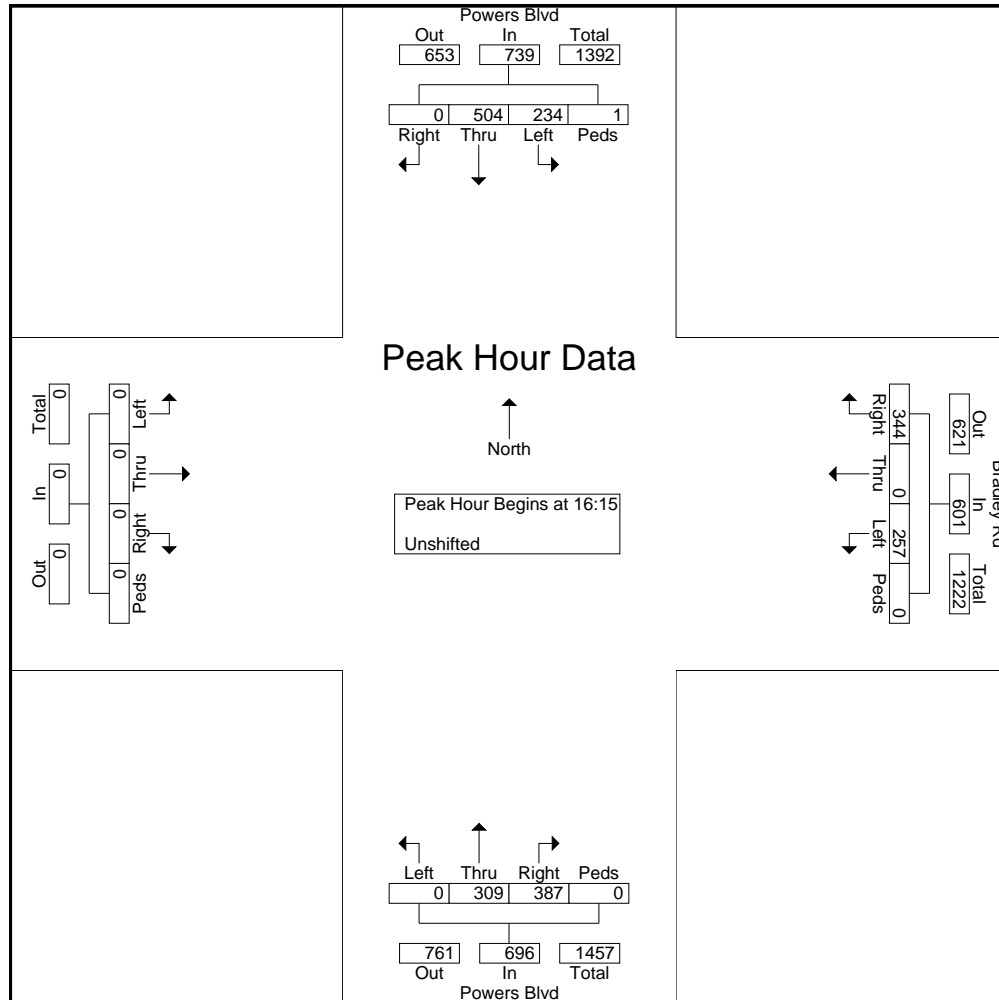 Powers Blvd
Out In Total
653 739 1392
0 504 234 1
Right Thru Left Peds
Peak Hour Data
North
Peak Hour Begins at 16:15
Unshifted
Total In Out
0 0 0
0 0 0 0
Left Thru Right Peds
Right Thru Left Peds
344 0 257 0
Out In Total
621 601 1222
Bradley Rd
Left Thru Right Peds
0 309 387 0
761 696 1457
Out In Total
Powers Blvd